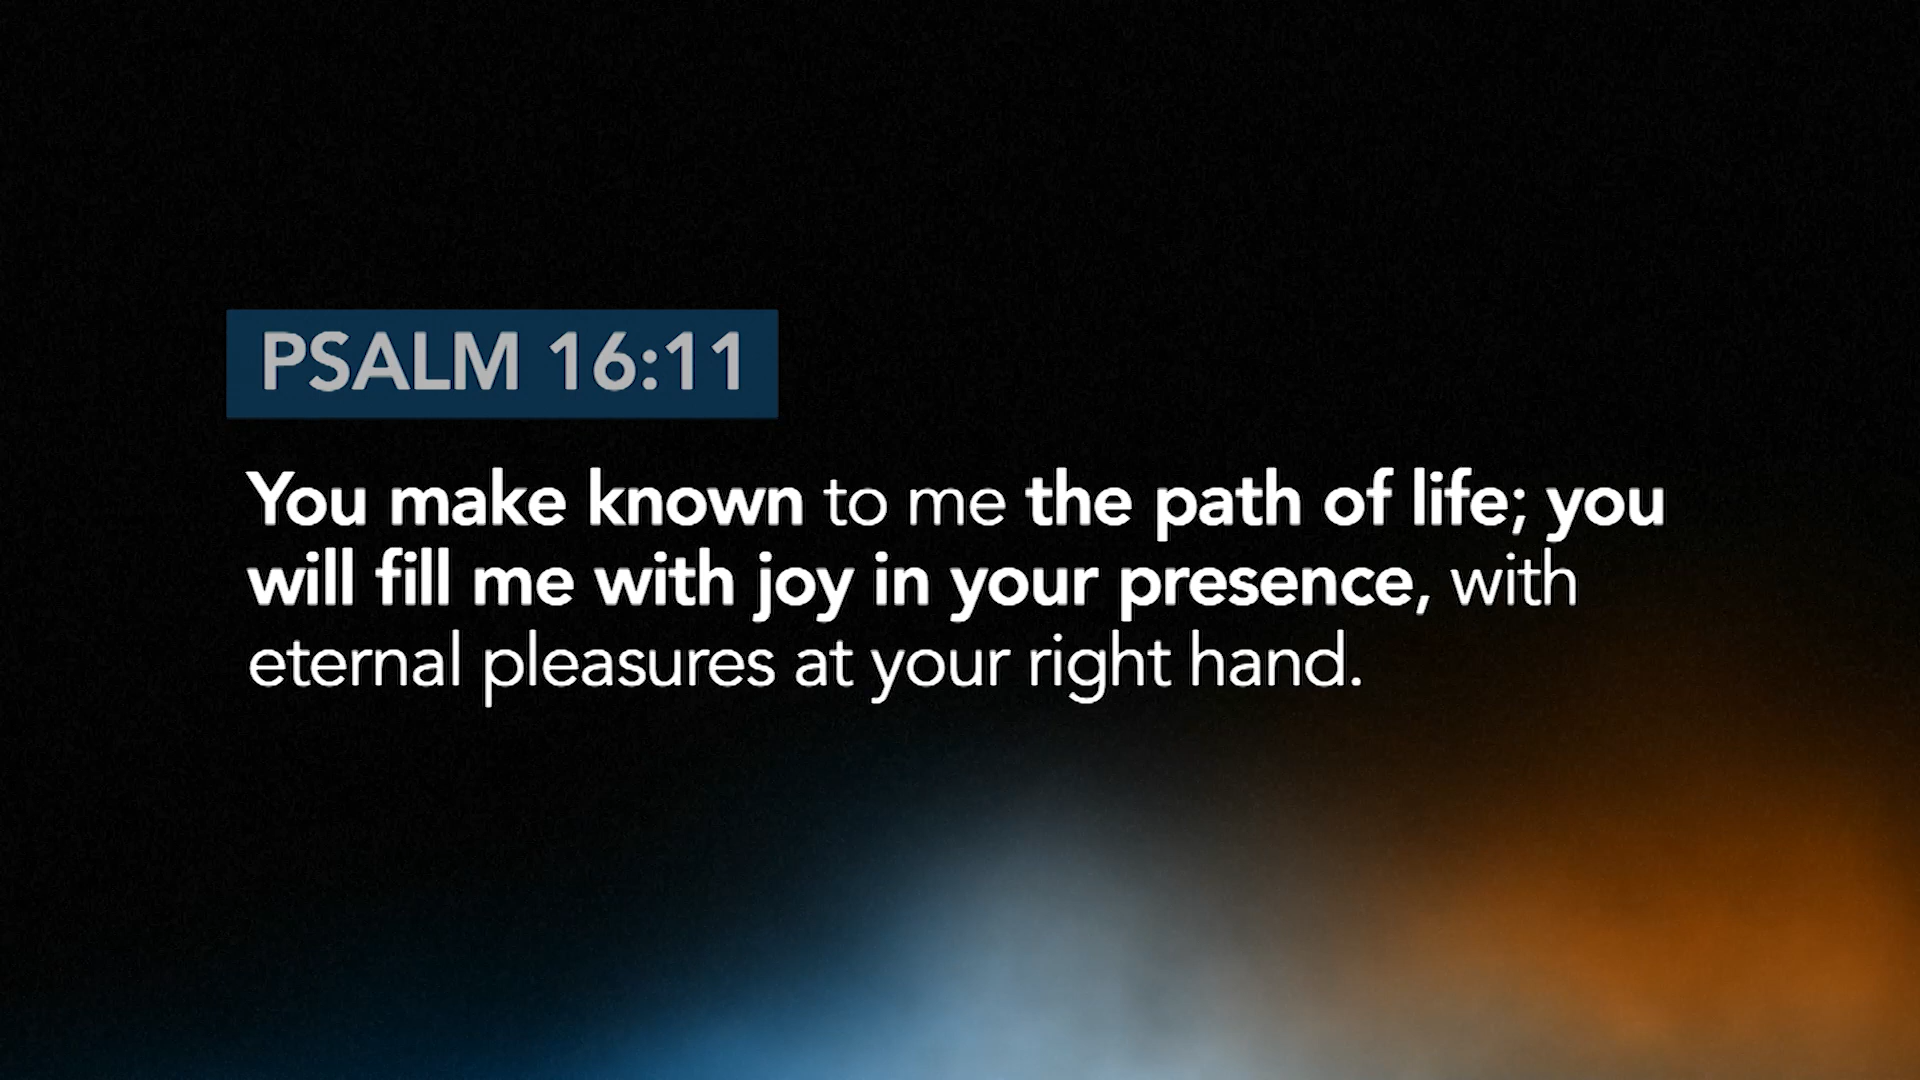 PSALM 16:11
You make known to me the path of life; you
will fill me with joy in your presence, with
eternal pleasures at your right hand.